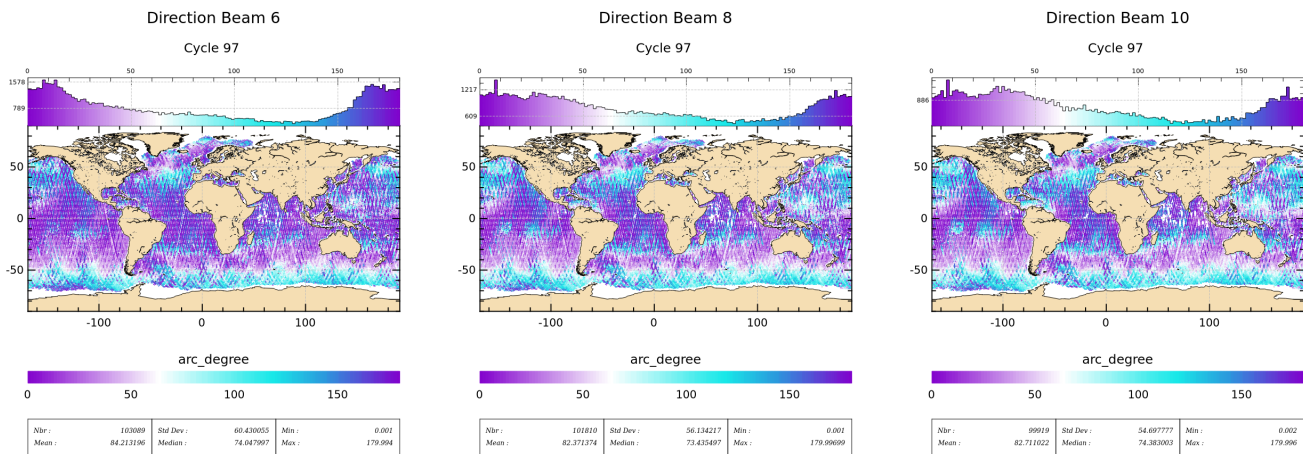 Direction Beam 6
Cycle 97
0 50 100 150
1578
789
50
0
-50
-100 0 100
arc_degree
0 50 100 150
Nbr : 103089 Std Dev : 60.430055 Min : 0.001
Mean : 84.213196 Median : 74.047997 Max : 179.994
Direction Beam 8
Cycle 97
0 50 100 150
1217
609
50
0
-50
-100 0 100
arc_degree
0 50 100 150
Nbr : 101810 Std Dev : 56.134217 Min : 0.001
Mean : 82.371374 Median : 73.435497 Max : 179.99699
Direction Beam 10
Cycle 97
0 50 100 150
886
50
0
-50
-100 0 100
arc_degree
0 50 100 150
Nbr : 99919 Std Dev : 54.697777 Min : 0.002
Mean : 82.711022 Median : 74.383003 Max : 179.996